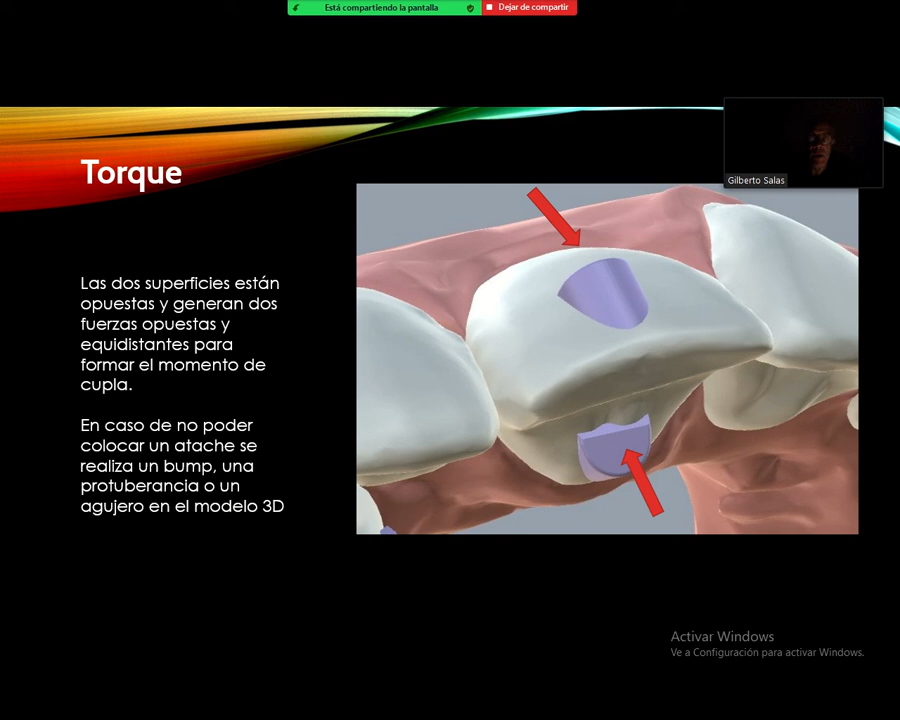 Está compartiendo la pantalla
Dejar de compartir
Gilberto Salas
Torque
Las dos superficies están
opuestas y generan dos
fuerzas opuestas y
equidistantes para
formar el momento de
cupla.
En caso de no poder
colocar un atache se
realiza un bump, una
protuberancia o un
agujero en el modelo 3D
Activar Windows
Ve a Configuración para activar Windows.